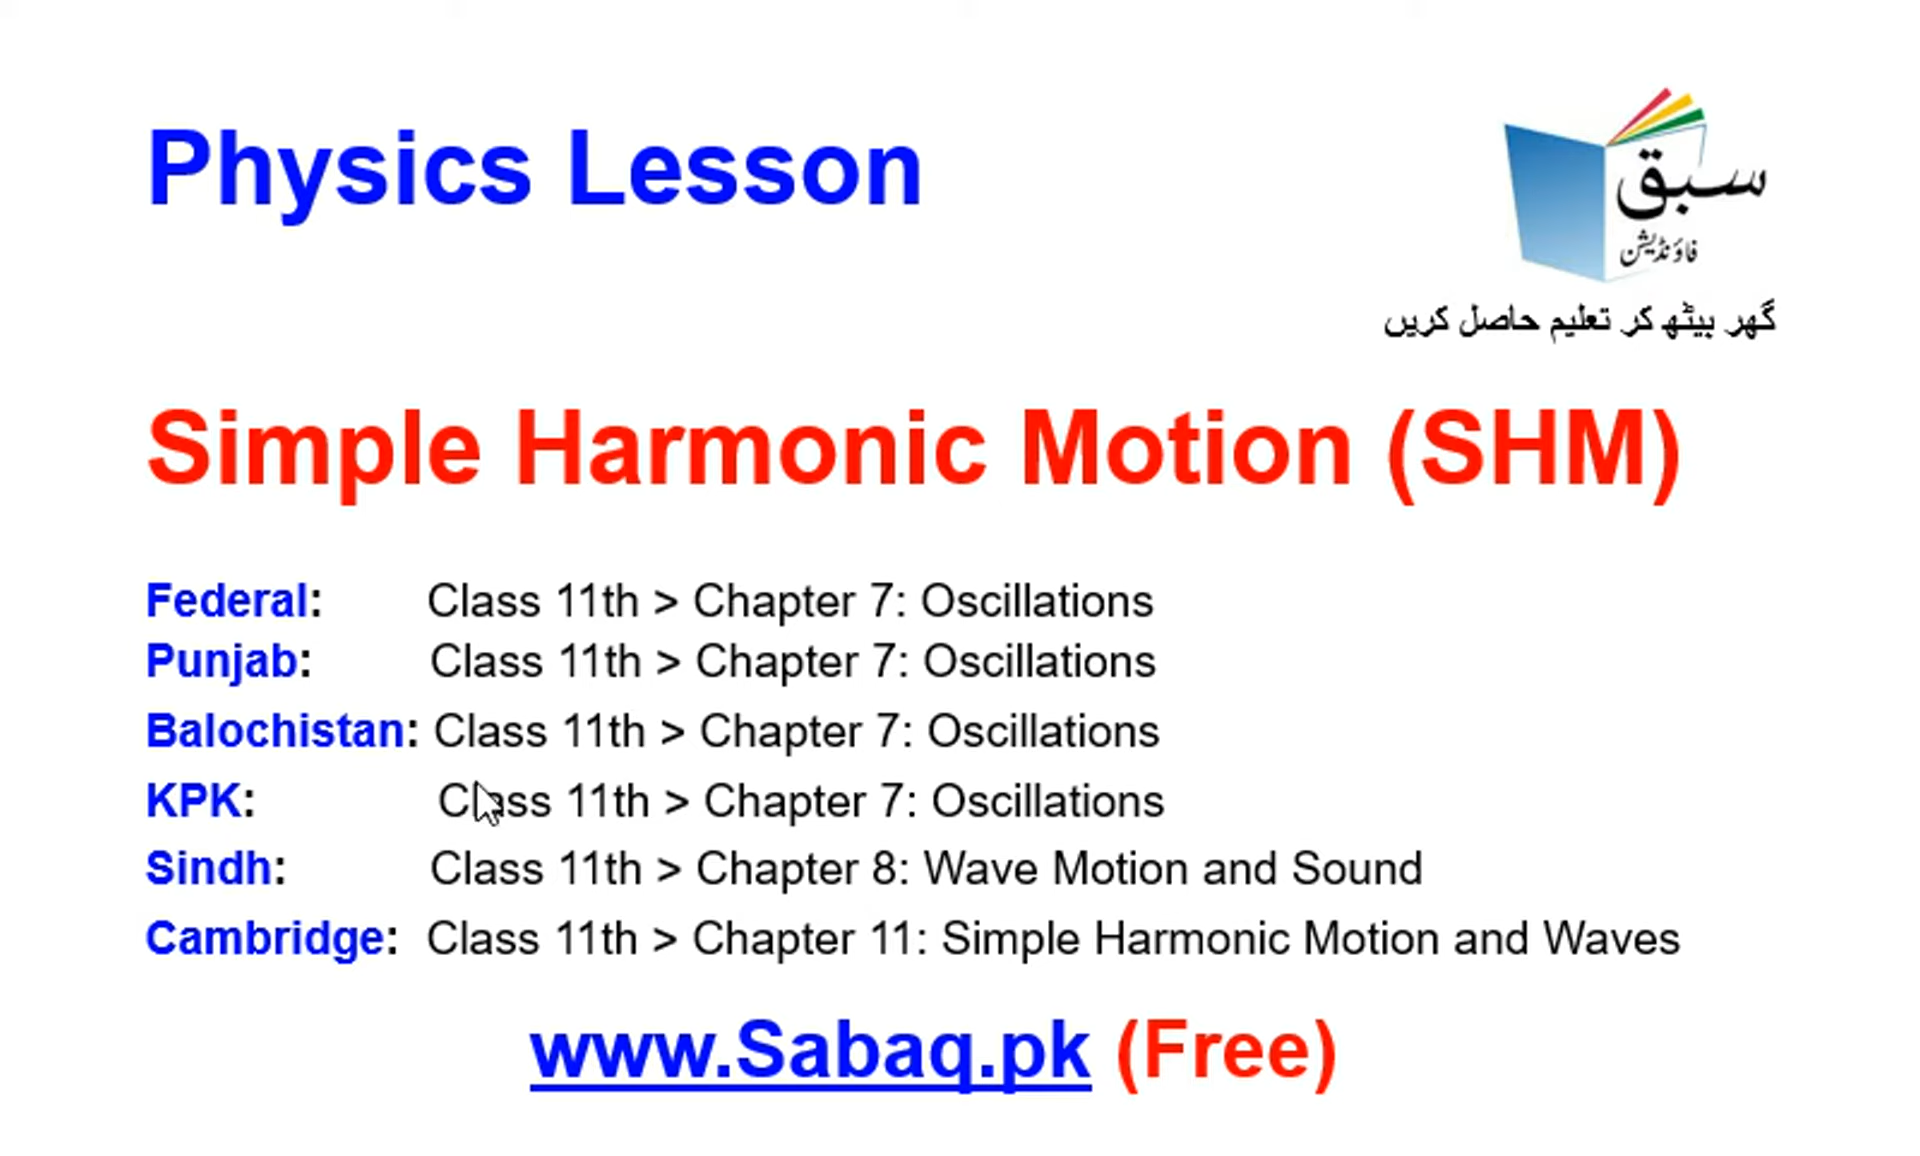 Physics Lesson
سبق
فاؤنڈیشن
گھر بیٹھ کر تعلیم حاصل کریں
Simple Harmonic Motion (SHM)
Federal: Class 11th > Chapter 7: Oscillations
Punjab: Class 11th > Chapter 7: Oscillations
Balochistan: Class 11th > Chapter 7: Oscillations
KPK: Class 11th > Chapter 7: Oscillations
Sindh: Class 11th > Chapter 8: Wave Motion and Sound
Cambridge: Class 11th > Chapter 11: Simple Harmonic Motion and Waves
www.Sabaq.pk (Free)